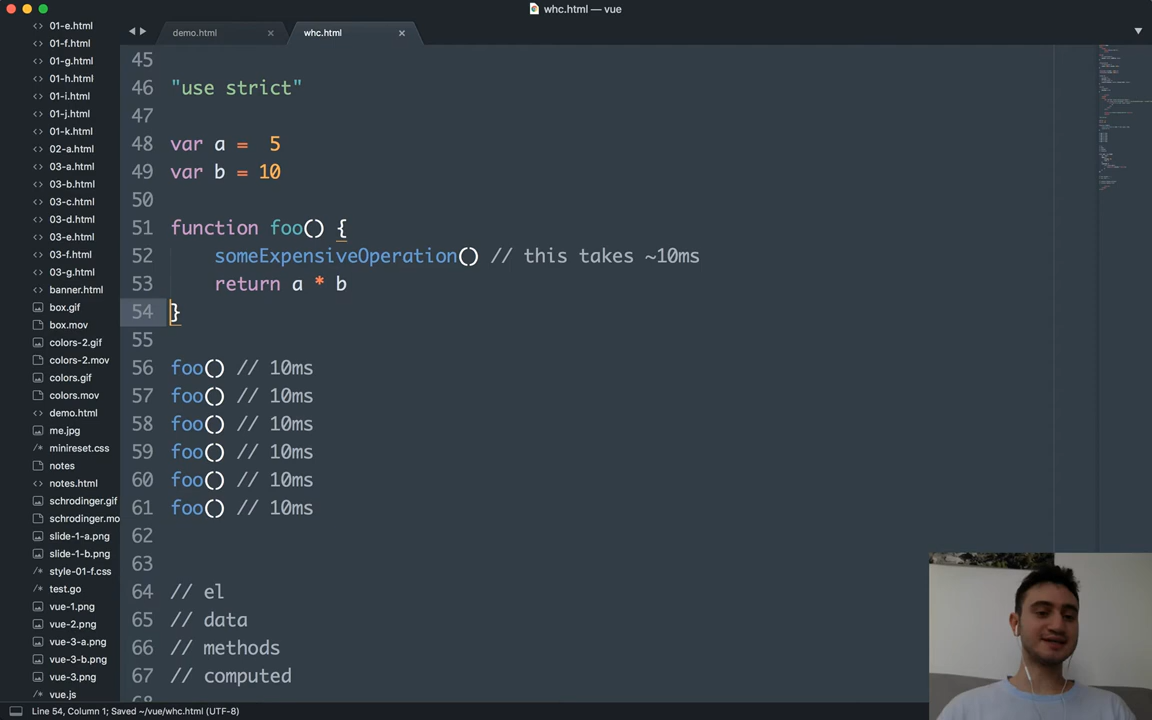 whc.html — vue
01-e.html
01-f.html
01-g.html
01-h.html
01-i.html
01-j.html
01-k.html
02-a.html
03-a.html
03-b.html
03-c.html
03-d.html
03-e.html
03-f.html
03-g.html
banner.html
box.gif
box.mov
colors-2.gif
colors-2.mov
colors.gif
colors.mov
demo.html
me.jpg
minireset.css
notes
notes.html
schrodinger.gif
schrodinger.mo
slide-1-a.png
slide-1-b.png
style-01-f.css
test.go
vue-1.png
vue-2.png
vue-3-a.png
vue-3-b.png
vue-3.png
vue.js
demo.html
whc.html
45
46 "use strict"
47
48 var a =  5
49 var b = 10
50
51 function foo() {
52     someExpensiveOperation() // this takes ~10ms
53     return a * b
54 }
55
56 foo() // 10ms
57 foo() // 10ms
58 foo() // 10ms
59 foo() // 10ms
60 foo() // 10ms
61 foo() // 10ms
62
63
64 // el
65 // data
66 // methods
67 // computed
Line 54, Column 1; Saved ~/vue/whc.html (UTF-8)